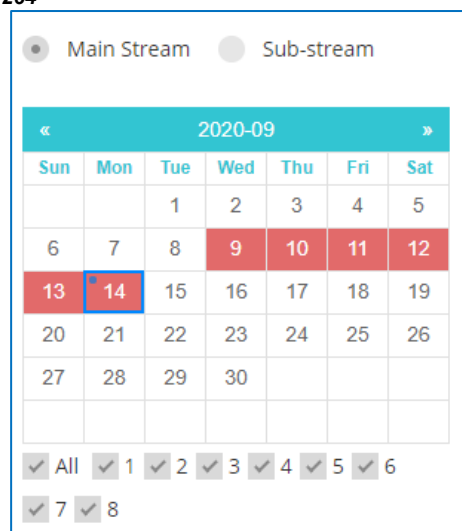 Main Stream Sub-stream
« 2020-09 »
Sun Mon Tue Wed Thu Fri Sat
1 2 3 4 5
6 7 8 9 10 11 12
13 14 15 16 17 18 19
20 21 22 23 24 25 26
27 28 29 30
All 1 2 3 4 5 6
7 8